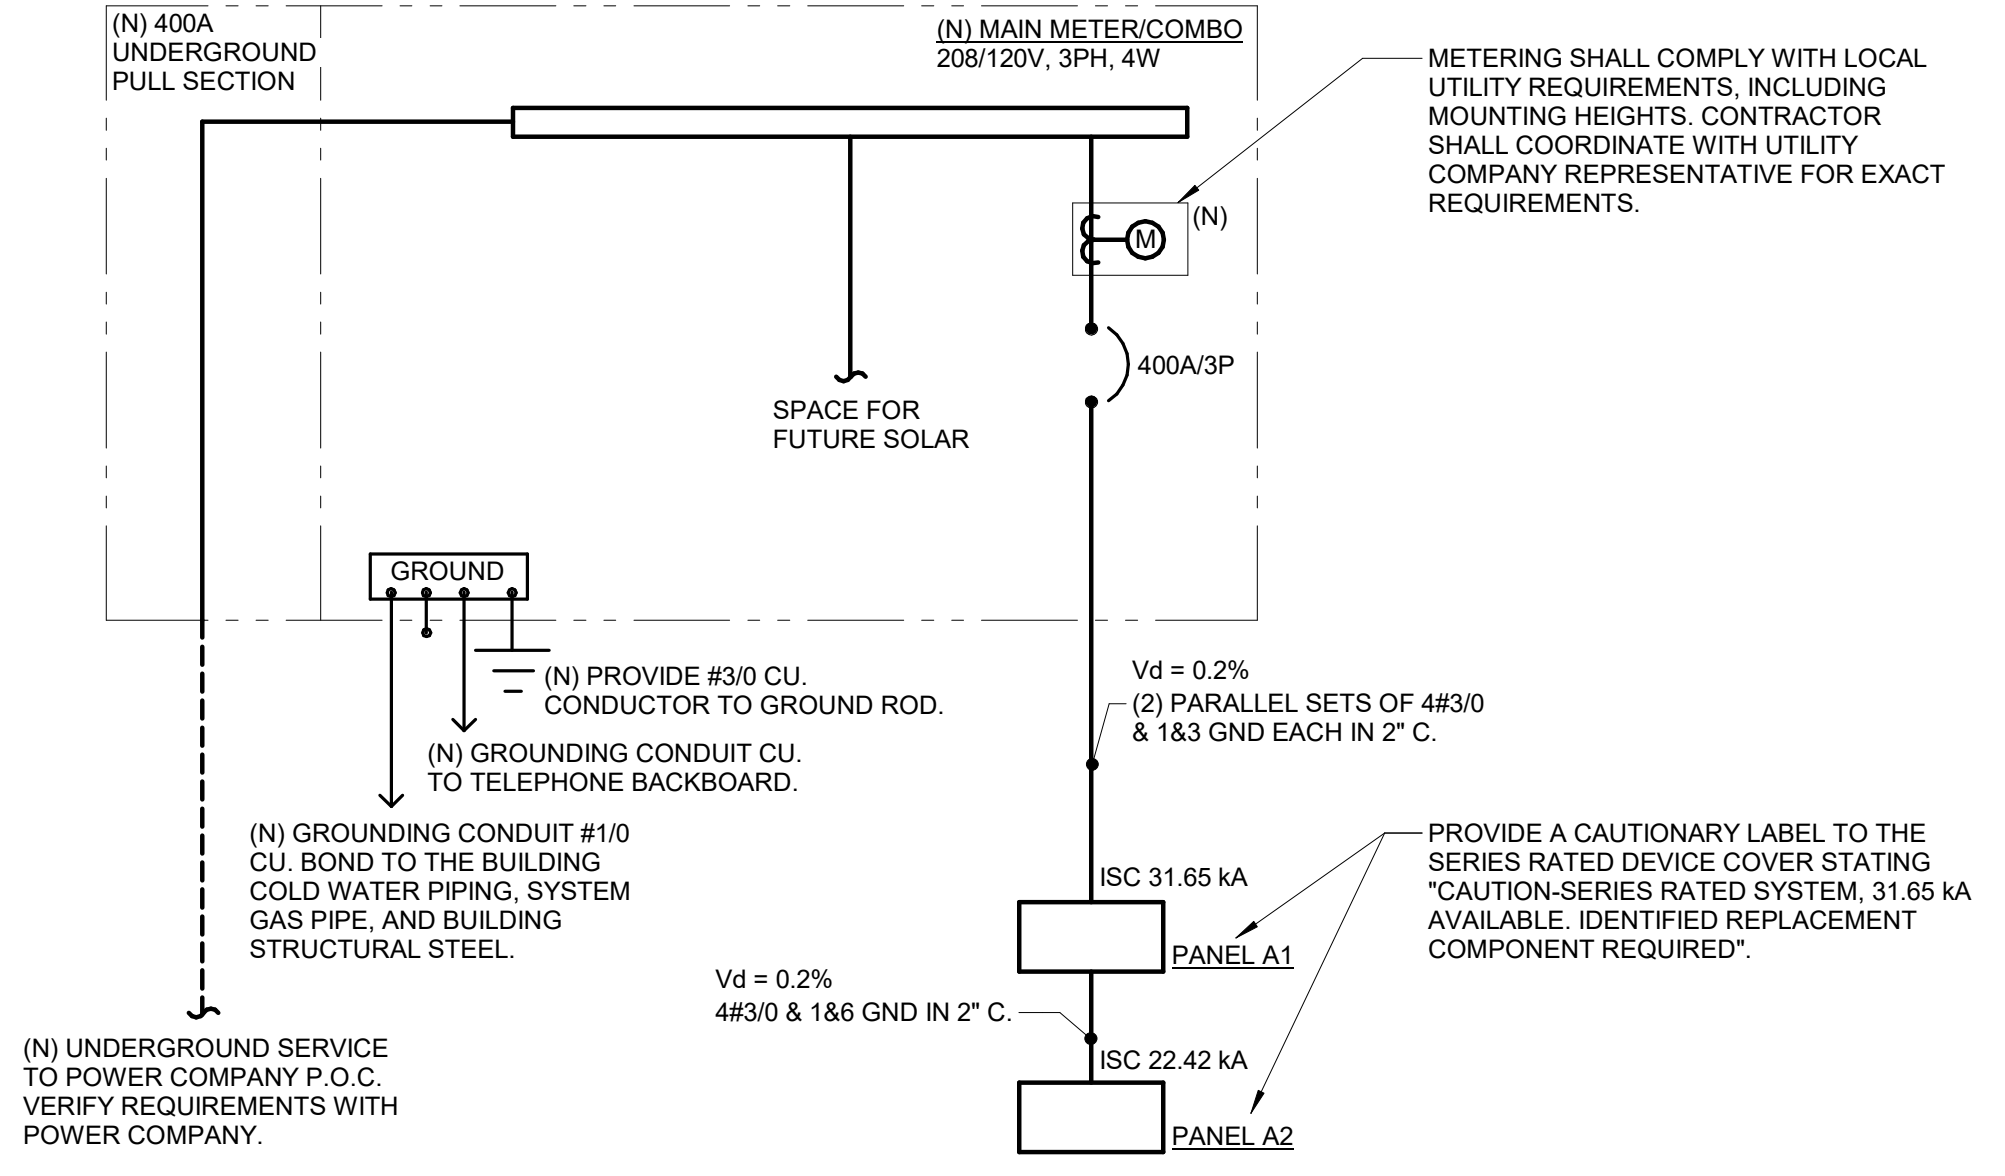 (N) 400A
UNDERGROUND
PULL SECTION
(N) MAIN METER/COMBO
208/120V, 3PH, 4W
METERING SHALL COMPLY WITH LOCAL
UTILITY REQUIREMENTS, INCLUDING
MOUNTING HEIGHTS. CONTRACTOR
SHALL COORDINATE WITH UTILITY
COMPANY REPRESENTATIVE FOR EXACT
REQUIREMENTS.
(N)
M
400A/3P
SPACE FOR
FUTURE SOLAR
GROUND
(N) PROVIDE #3/0 CU.
CONDUCTOR TO GROUND ROD.
(N) GROUNDING CONDUIT CU.
TO TELEPHONE BACKBOARD.
(N) GROUNDING CONDUIT #1/0
CU. BOND TO THE BUILDING
COLD WATER PIPING, SYSTEM
GAS PIPE, AND BUILDING
STRUCTURAL STEEL.
(N) UNDERGROUND SERVICE
TO POWER COMPANY P.O.C.
VERIFY REQUIREMENTS WITH
POWER COMPANY.
Vd = 0.2%
(2) PARALLEL SETS OF 4#3/0
& 1&3 GND EACH IN 2" C.
ISC 31.65 kA
PANEL A1
PROVIDE A CAUTIONARY LABEL TO THE
SERIES RATED DEVICE COVER STATING
"CAUTION-SERIES RATED SYSTEM, 31.65 kA
AVAILABLE. IDENTIFIED REPLACEMENT
COMPONENT REQUIRED".
Vd = 0.2%
4#3/0 & 1&6 GND IN 2" C.
ISC 22.42 kA
PANEL A2